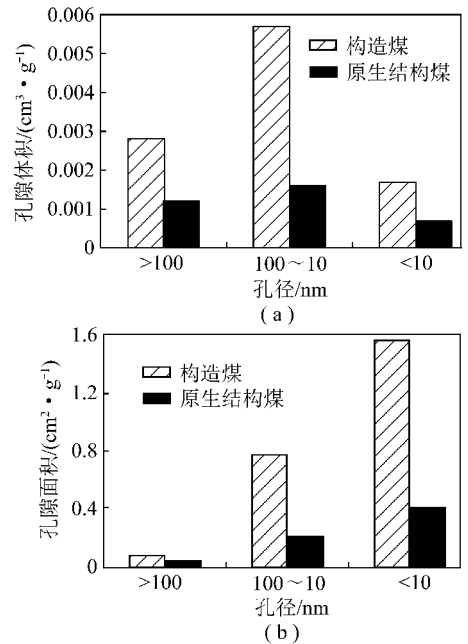 孔隙体积/(cm³·g⁻¹)
0.006
0.005
0.004
0.003
0.002
0.001
0
构造煤
原生结构煤
>100
100～10
<10
孔径/nm
( a )
孔隙面积/(cm²·g⁻¹)
1.6
1.2
0.8
0.4
0
构造煤
原生结构煤
>100
100～10
<10
孔径/nm
( b )